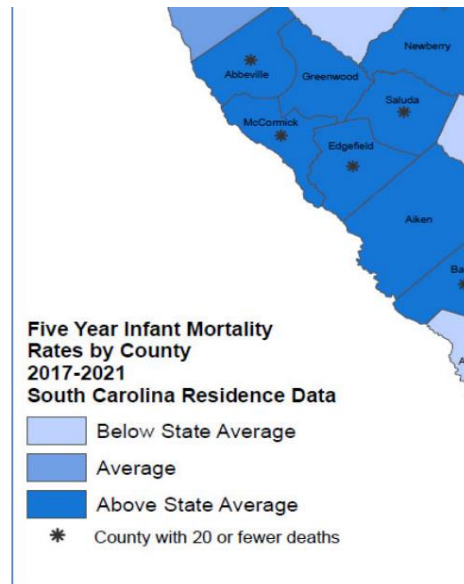 Newberry
Abbeville
Greenwood
Saluda
McCormick
Edgefield
Aiken
Ba
A
Five Year Infant Mortality
Rates by County
2017-2021
South Carolina Residence Data
Below State Average
Average
Above State Average
County with 20 or fewer deaths